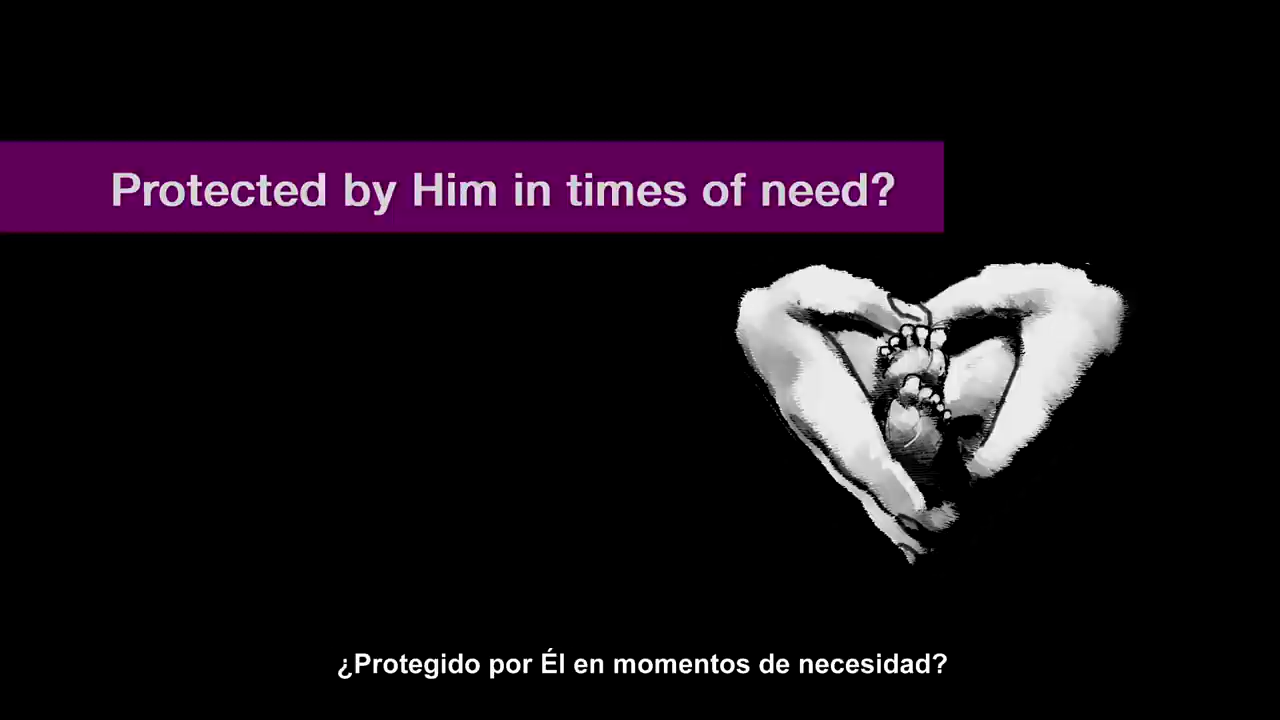 Protected by Him in times of need?
¿Protegido por Él en momentos de necesidad?